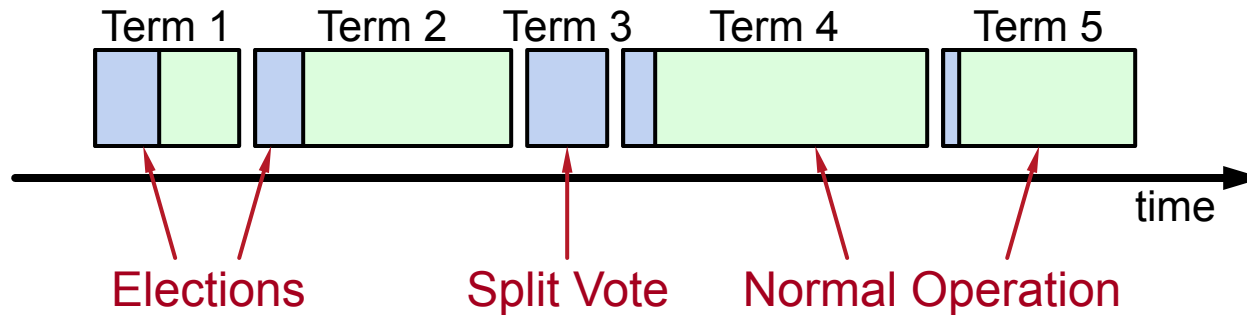 Term 1 Term 2 Term 3 Term 4 Term 5
time
Elections Split Vote Normal Operation